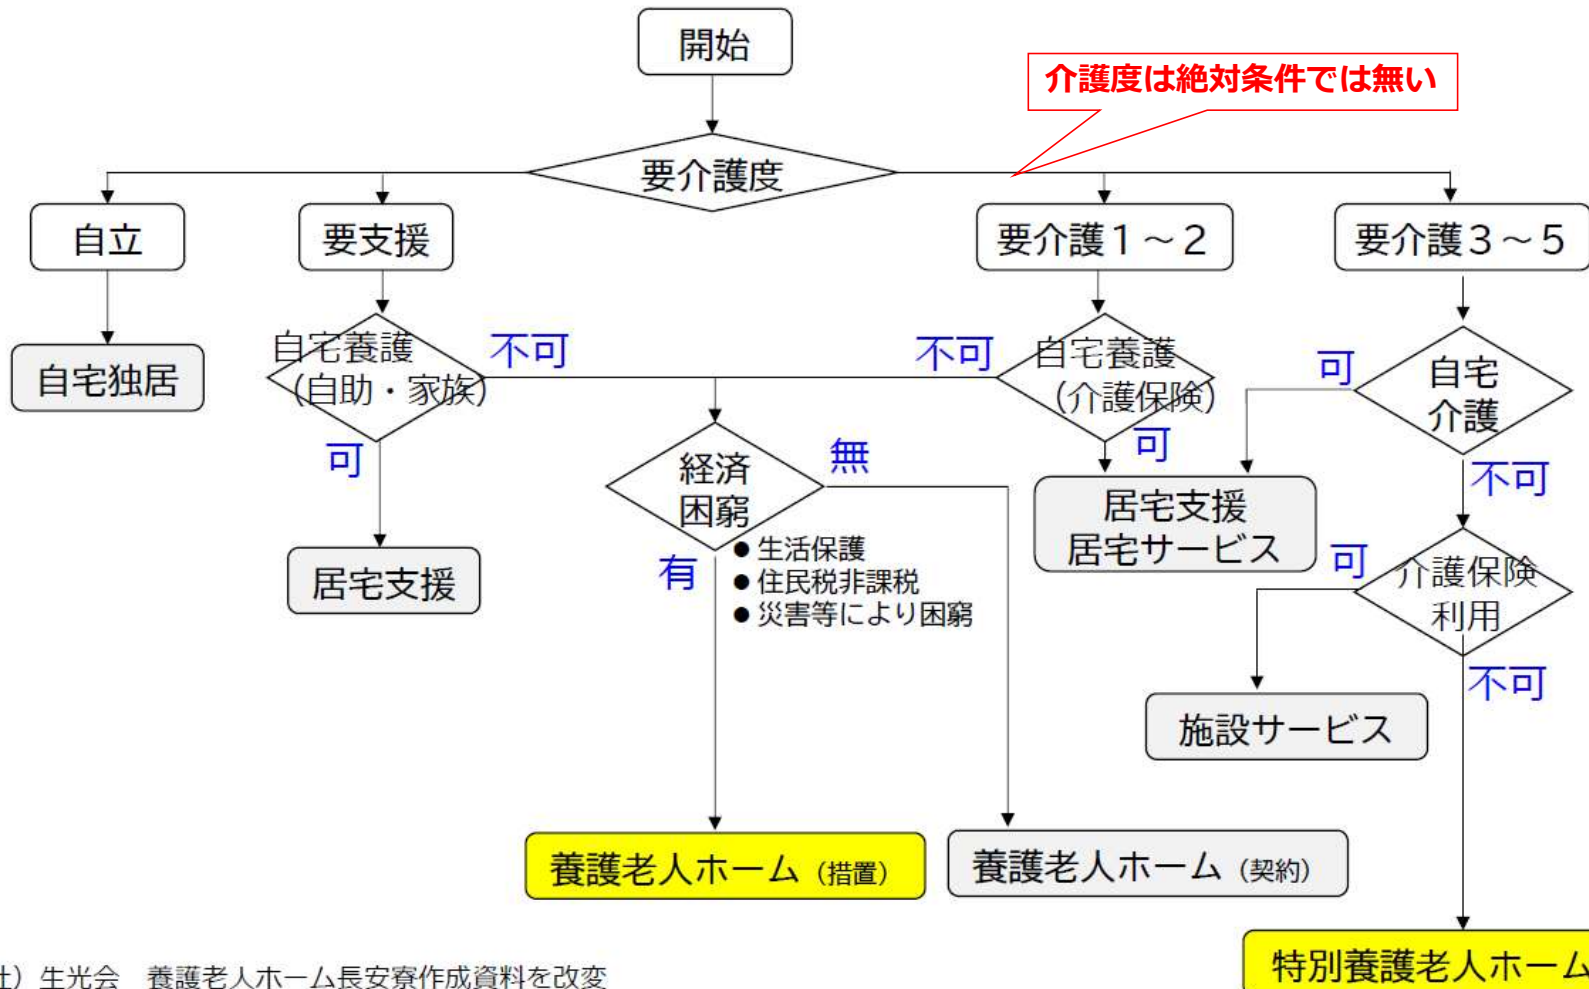 開始
介護度は絶対条件では無い
要介護度
自立
要支援
要介護１～２
要介護３～５
自宅独居
自宅養護
（自助・家族）
不可
不可
自宅養護
（介護保険）
可
自宅
介護
可
経済
困窮
無
可
不可
居宅支援
居宅サービス
居宅支援
有
● 生活保護
● 住民税非課税
● 災害等により困窮
可
介護保険
利用
不可
施設サービス
養護老人ホーム（措置）
養護老人ホーム（契約）
特別養護老人ホーム
社）生光会　養護老人ホーム長安寮作成資料を改変